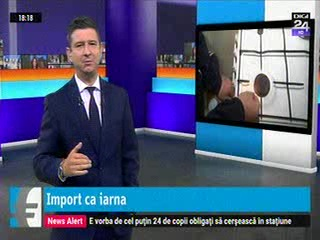 18:18
DIGI
24
HD
Import ca iarna
News Alert E vorba de cel puțin 24 de copii obligați să cerșească în stațiune